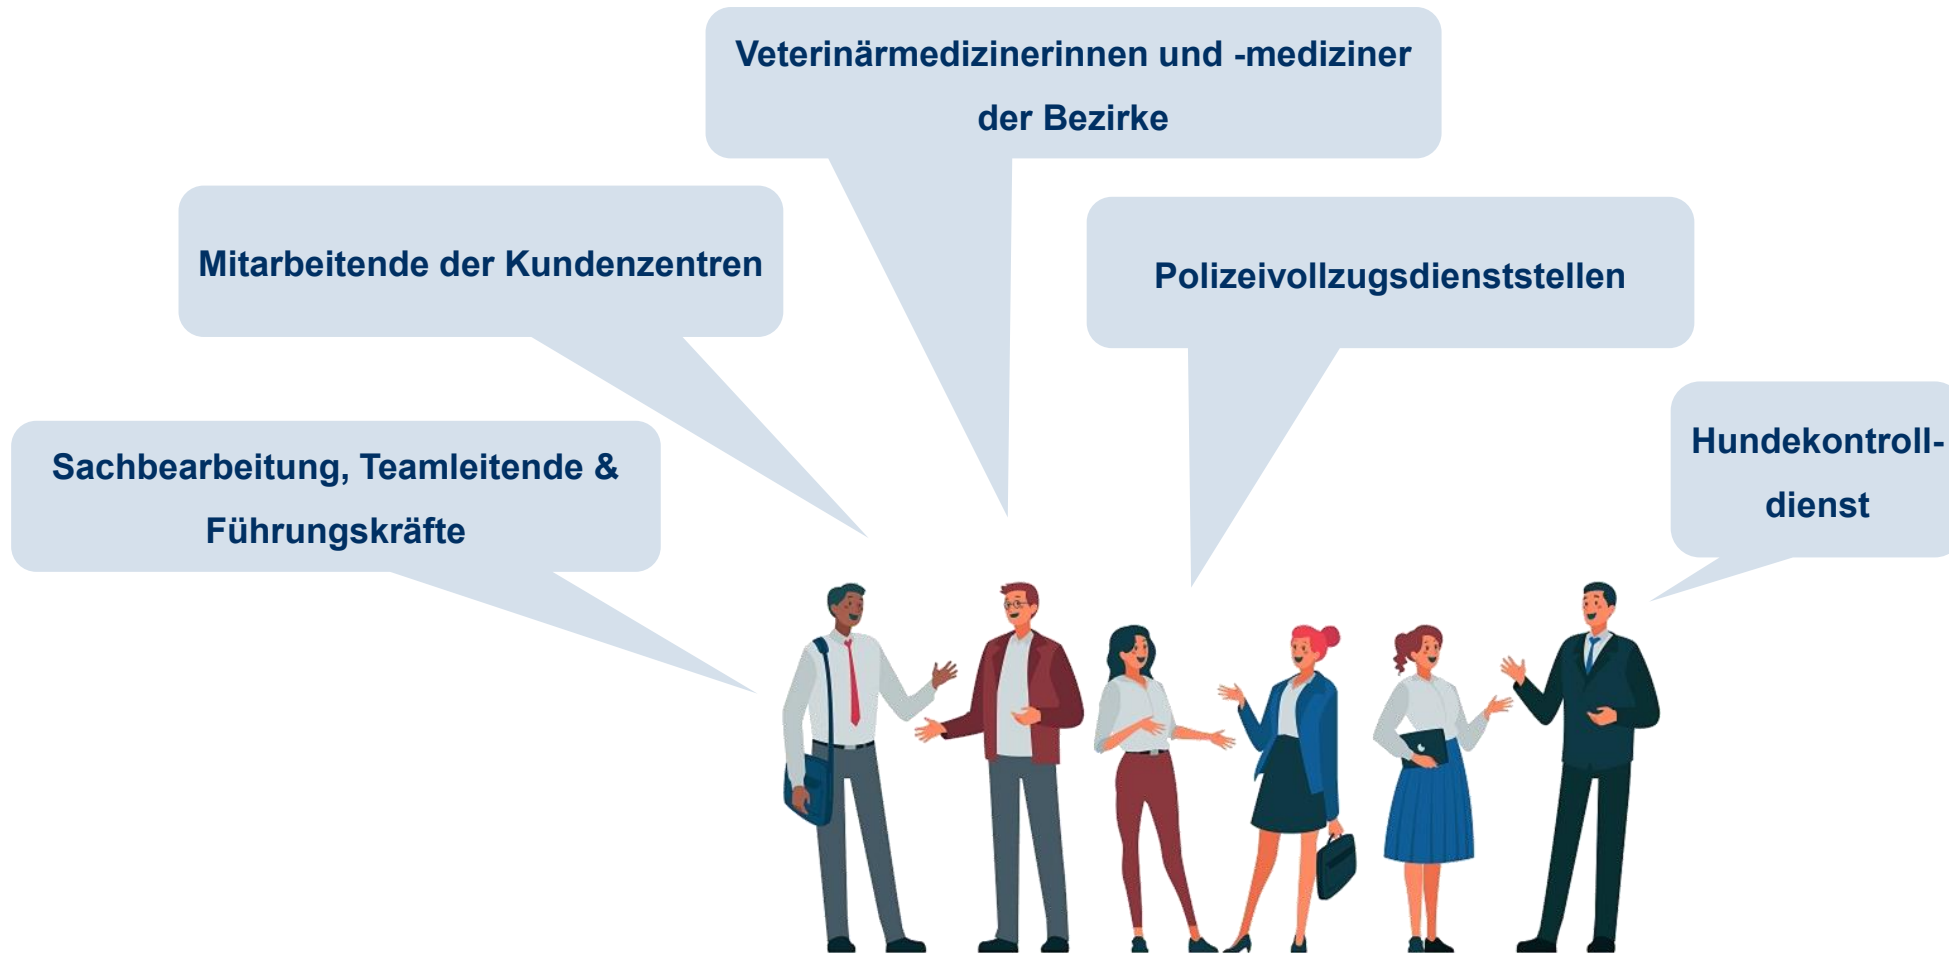 Veterinärmedizinerinnen und -mediziner
der Bezirke
Mitarbeitende der Kundenzentren
Polizeivollzugsdienststellen
Sachbearbeitung, Teamleitende &
Führungskräfte
Hundekontroll-
dienst